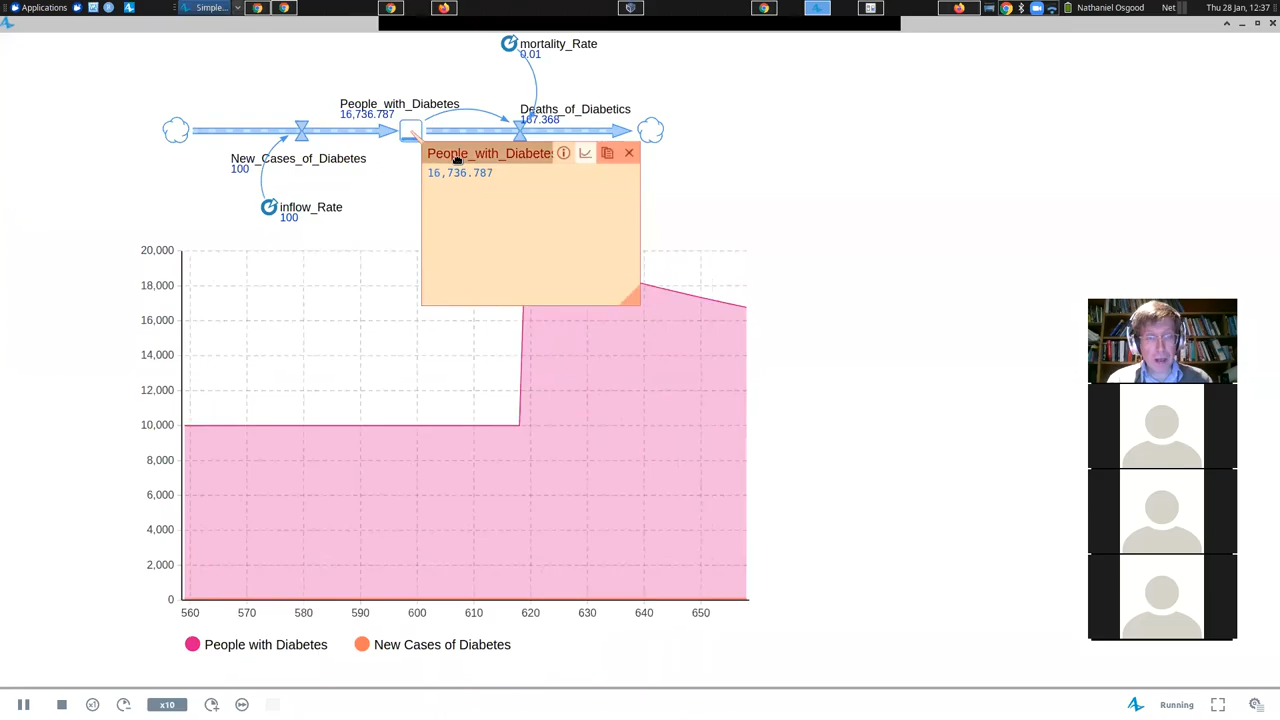 Applications
Simple...
Nathaniel Osgood
Net
Thu 28 Jan, 12:37
mortality_Rate
0.01
People_with_Diabetes
16,736.787
Deaths_of_Diabetics
167.368
New_Cases_of_Diabetes
100
inflow_Rate
100
People_with_Diabetes
16,736.787
20,000
18,000
16,000
14,000
12,000
10,000
8,000
6,000
4,000
2,000
0
560 570 580 590 600 610 620 630 640 650
People with Diabetes
New Cases of Diabetes
x1
x10
Running